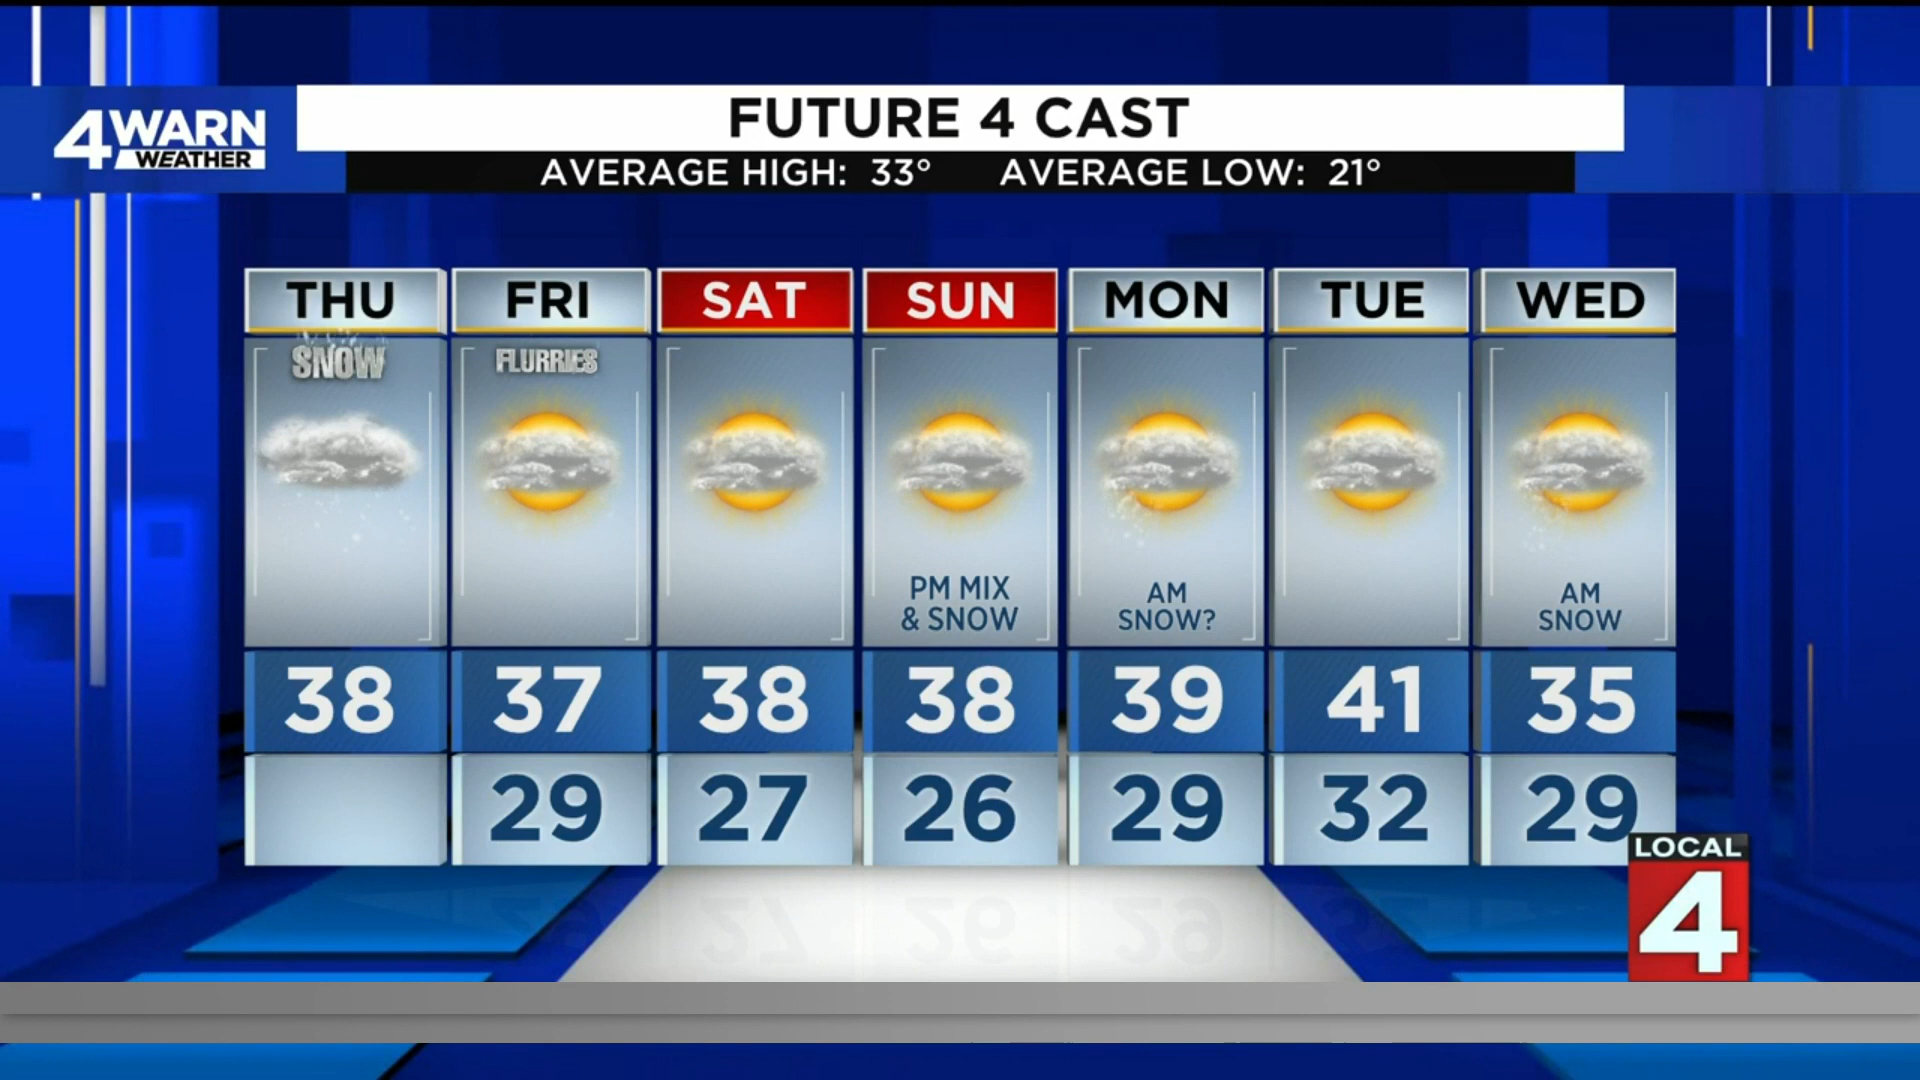 4WARN
WEATHER
FUTURE 4 CAST
AVERAGE HIGH: 33° AVERAGE LOW: 21°
THU FRI SAT SUN MON TUE WED
SNOW FLURRIES
PM MIX
& SNOW
AM
SNOW?
AM
SNOW
38 37 38 38 39 41 35
29 27 26 29 32 29
LOCAL
4